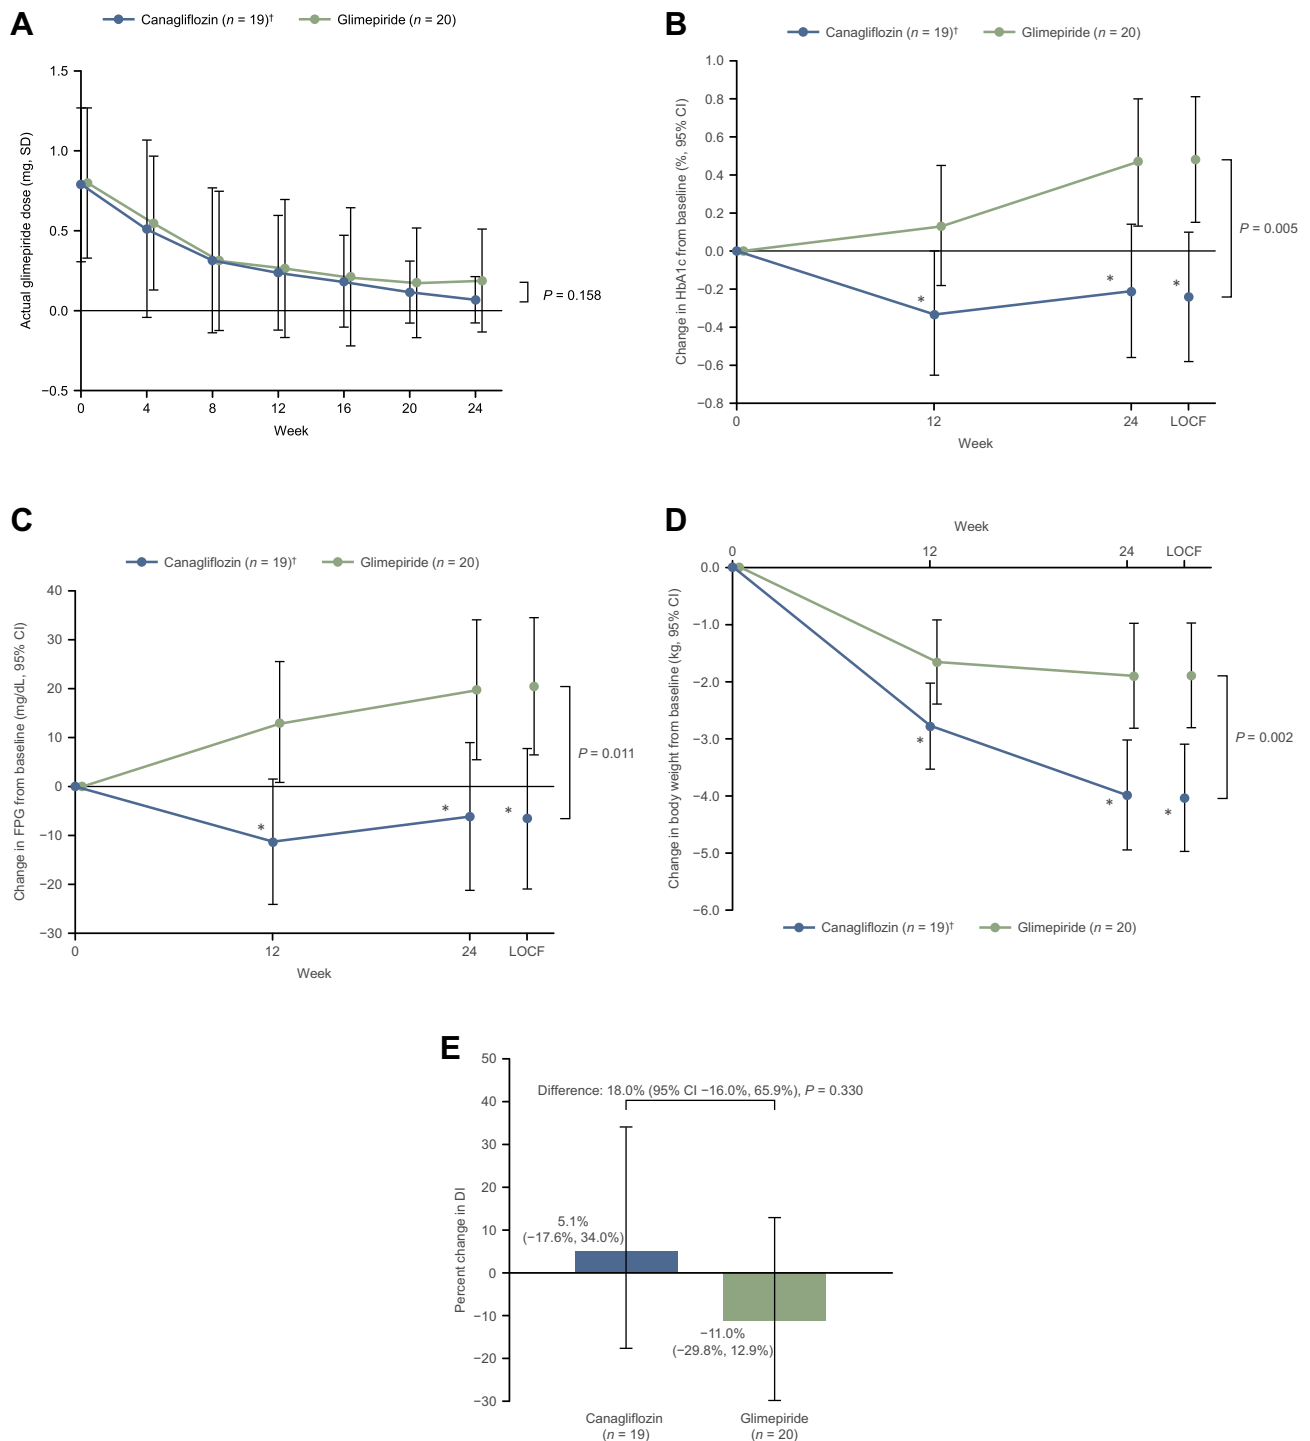 A
Canagliflozin (n = 19)†
Glimepiride (n = 20)
Actual glimepiride dose (mg, SD)
1.5
1.0
0.5
0.0
−0.5
0 4 8 12 16 20 24
Week
P = 0.158
B
Canagliflozin (n = 19)†
Glimepiride (n = 20)
Change in HbA1c from baseline (%, 95% CI)
1.0
0.8
0.6
0.4
0.2
0.0
−0.2
−0.4
−0.6
−0.8
*
*
*
0 12 24 LOCF
Week
P = 0.005
C
Canagliflozin (n = 19)†
Glimepiride (n = 20)
Change in FPG from baseline (mg/dL, 95% CI)
40
30
20
10
0
−10
−20
−30
*
*
*
0 12 24 LOCF
Week
P = 0.011
D
Week
0 12 24 LOCF
Change in body weight from baseline (kg, 95% CI)
0.0
−1.0
−2.0
−3.0
−4.0
−5.0
−6.0
*
*
*
P = 0.002
Canagliflozin (n = 19)†
Glimepiride (n = 20)
E
Percent change in DI
50
40
30
20
10
0
−10
−20
−30
Difference: 18.0% (95% CI −16.0%, 65.9%), P = 0.330
5.1%
(−17.6%, 34.0%)
−11.0%
(−29.8%, 12.9%)
Canagliflozin
(n = 19)
Glimepiride
(n = 20)